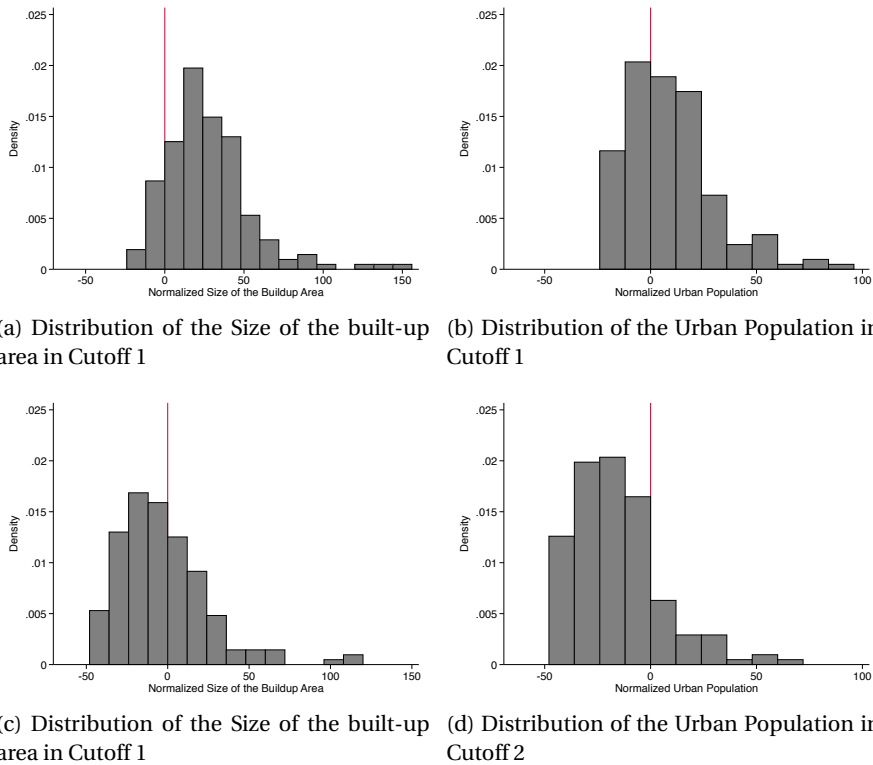 .025
.02
.015
.01
.005
0
Density
-50 0 50 100 150
Normalized Size of the Buildup Area
(a) Distribution of the Size of the built-up
area in Cutoff 1
.025
.02
.015
.01
.005
0
Density
-50 0 50 100
Normalized Urban Population
(b) Distribution of the Urban Population in
Cutoff 1
.025
.02
.015
.01
.005
0
Density
-50 0 50 100 150
Normalized Size of the Buildup Area
(c) Distribution of the Size of the built-up
area in Cutoff 1
.025
.02
.015
.01
.005
0
Density
-50 0 50 100
Normalized Urban Population
(d) Distribution of the Urban Population in
Cutoff 2